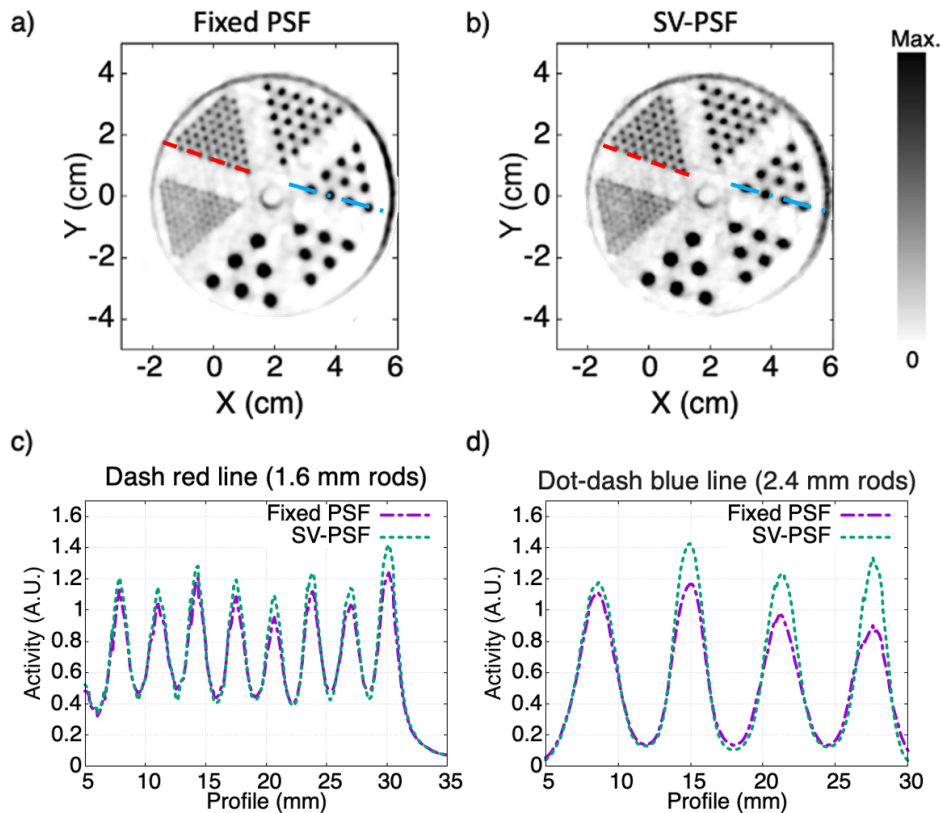 a) Fixed PSF
b) SV-PSF
Max.
0
4
2
0
-2
-4
Y (cm)
-2 0 2 4 6
X (cm)
4
2
0
-2
-4
Y (cm)
-2 0 2 4 6
X (cm)
c)
Dash red line (1.6 mm rods)
Fixed PSF
SV-PSF
1.6
1.4
1.2
1
0.8
0.6
0.4
0.2
0
Activity (A.U.)
5 10 15 20 25 30 35
Profile (mm)
d)
Dot-dash blue line (2.4 mm rods)
Fixed PSF
SV-PSF
1.6
1.4
1.2
1
0.8
0.6
0.4
0.2
0
Activity (A.U.)
5 10 15 20 25 30
Profile (mm)